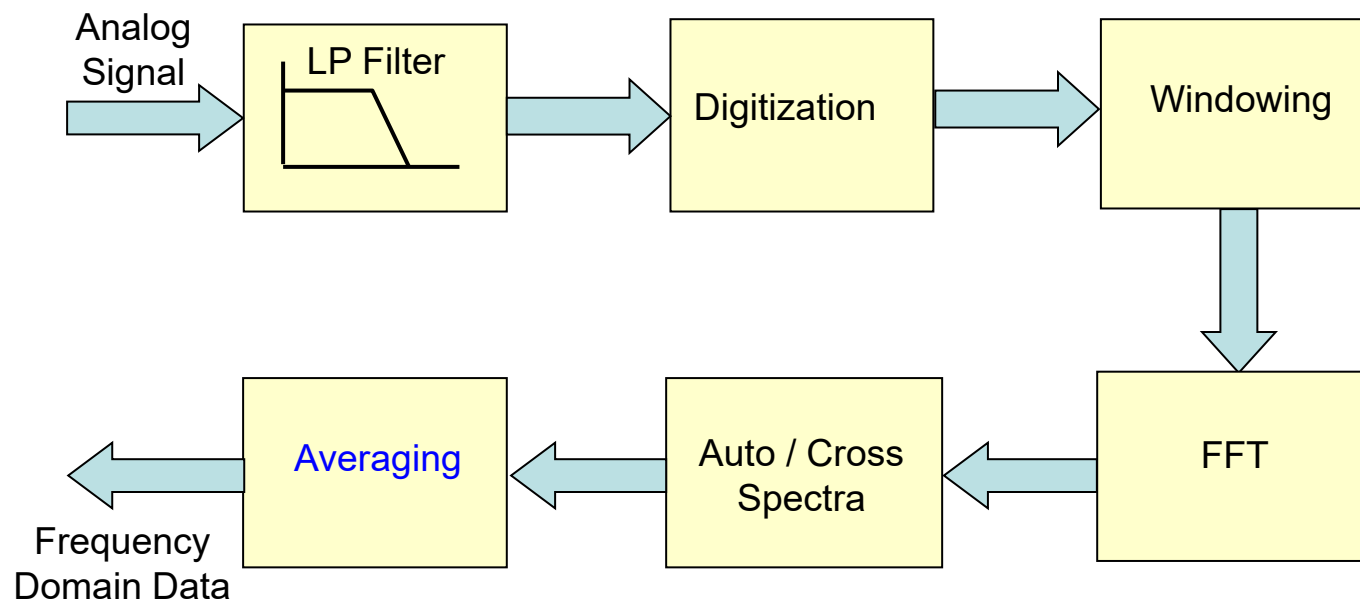 Analog
Signal
LP Filter
Digitization
Windowing
FFT
Auto / Cross
Spectra
Averaging
Frequency
Domain Data